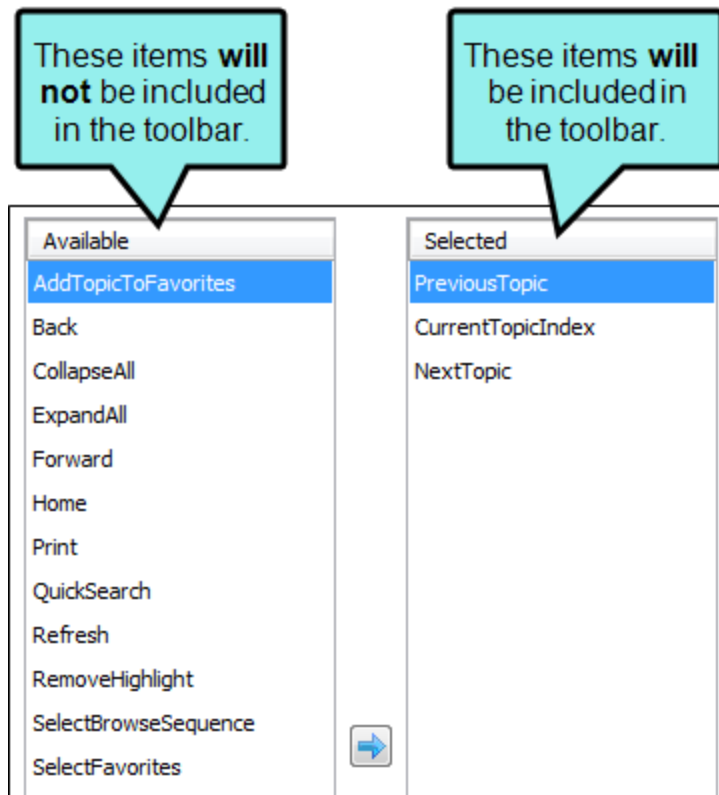 These items will
not be included
in the toolbar.
These items will
be included in
the toolbar.
Available
AddTopicToFavorites
Back
CollapseAll
ExpandAll
Forward
Home
Print
QuickSearch
Refresh
RemoveHighlight
SelectBrowseSequence
SelectFavorites
Selected
PreviousTopic
CurrentTopicIndex
NextTopic